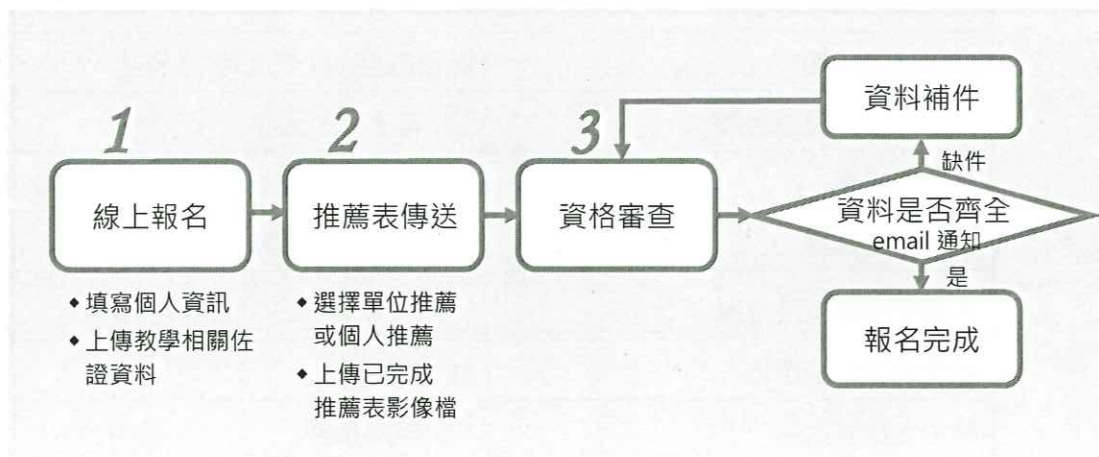 1
線上報名
◆ 填寫個人資訊
◆ 上傳教學相關佐
證資料
2
推薦表傳送
◆ 選擇單位推薦
或個人推薦
◆ 上傳已完成
推薦表影像檔
3
資格審查
資料是否齊全
email 通知
缺件
資料補件
是
報名完成